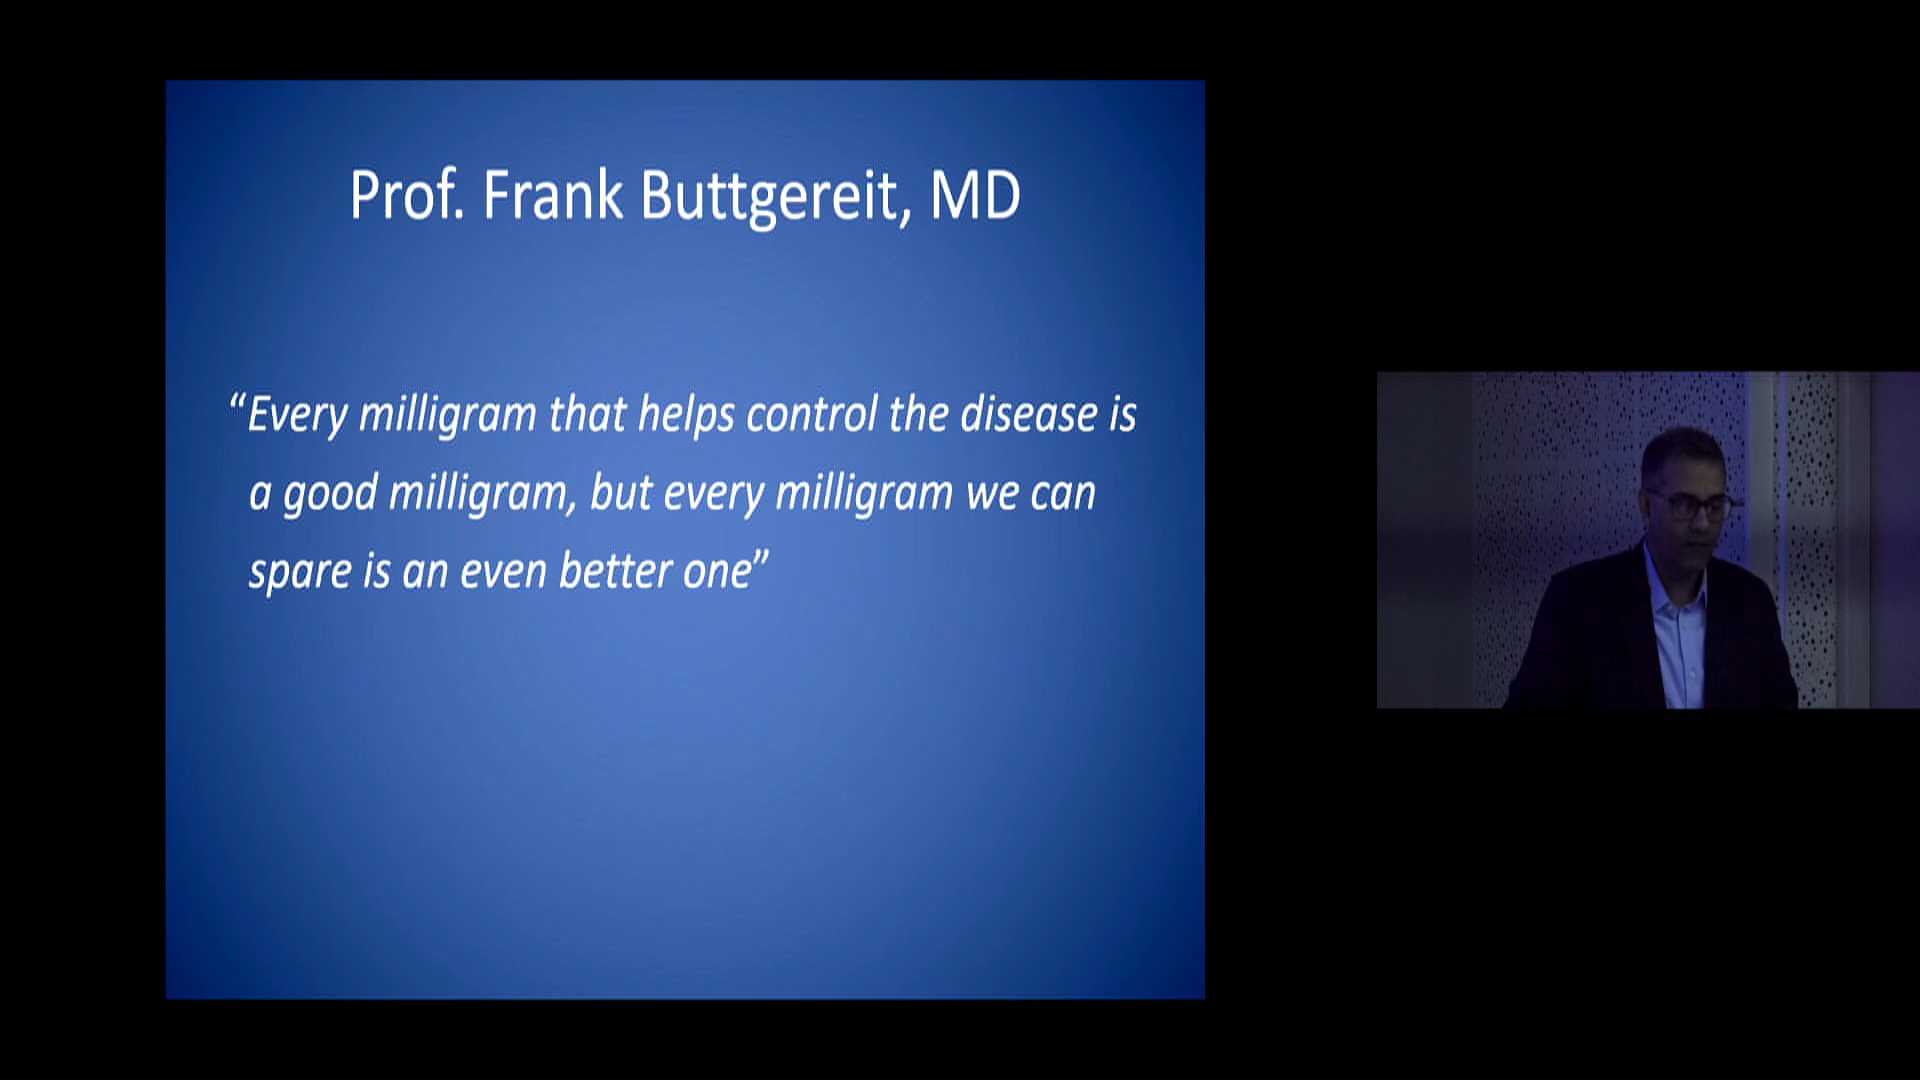 Prof. Frank Buttgereit, MD
“Every milligram that helps control the disease is
a good milligram, but every milligram we can
spare is an even better one”